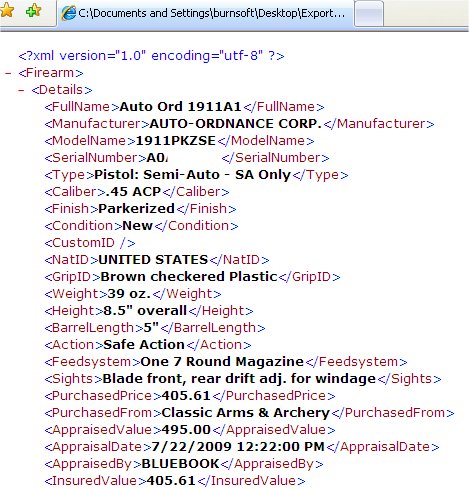 C:\Documents and Settings\burnsoft\Desktop\Export...
<?xml version="1.0" encoding="utf-8" ?>
- <Firearm>
- <Details>
<FullName>Auto Ord 1911A1</FullName>
<Manufacturer>AUTO-ORDNANCE CORP.</Manufacturer>
<ModelName>1911PKZSE</ModelName>
<SerialNumber>A0 </SerialNumber>
<Type>Pistol: Semi-Auto - SA Only</Type>
<Caliber>.45 ACP</Caliber>
<Finish>Parkerized</Finish>
<Condition>New</Condition>
<CustomID />
<NatID>UNITED STATES</NatID>
<GripID>Brown checkered Plastic</GripID>
<Weight>39 oz.</Weight>
<Height>8.5" overall</Height>
<BarrelLength>5"</BarrelLength>
<Action>Safe Action</Action>
<Feedsystem>One 7 Round Magazine</Feedsystem>
<Sights>Blade front, rear drift adj. for windage</Sights>
<PurchasedPrice>405.61</PurchasedPrice>
<PurchasedFrom>Classic Arms & Archery</PurchasedFrom>
<AppraisedValue>495.00</AppraisedValue>
<AppraisalDate>7/22/2009 12:22:00 PM</AppraisalDate>
<AppraisedBy>BLUEBOOK</AppraisedBy>
<InsuredValue>405.61</InsuredValue>